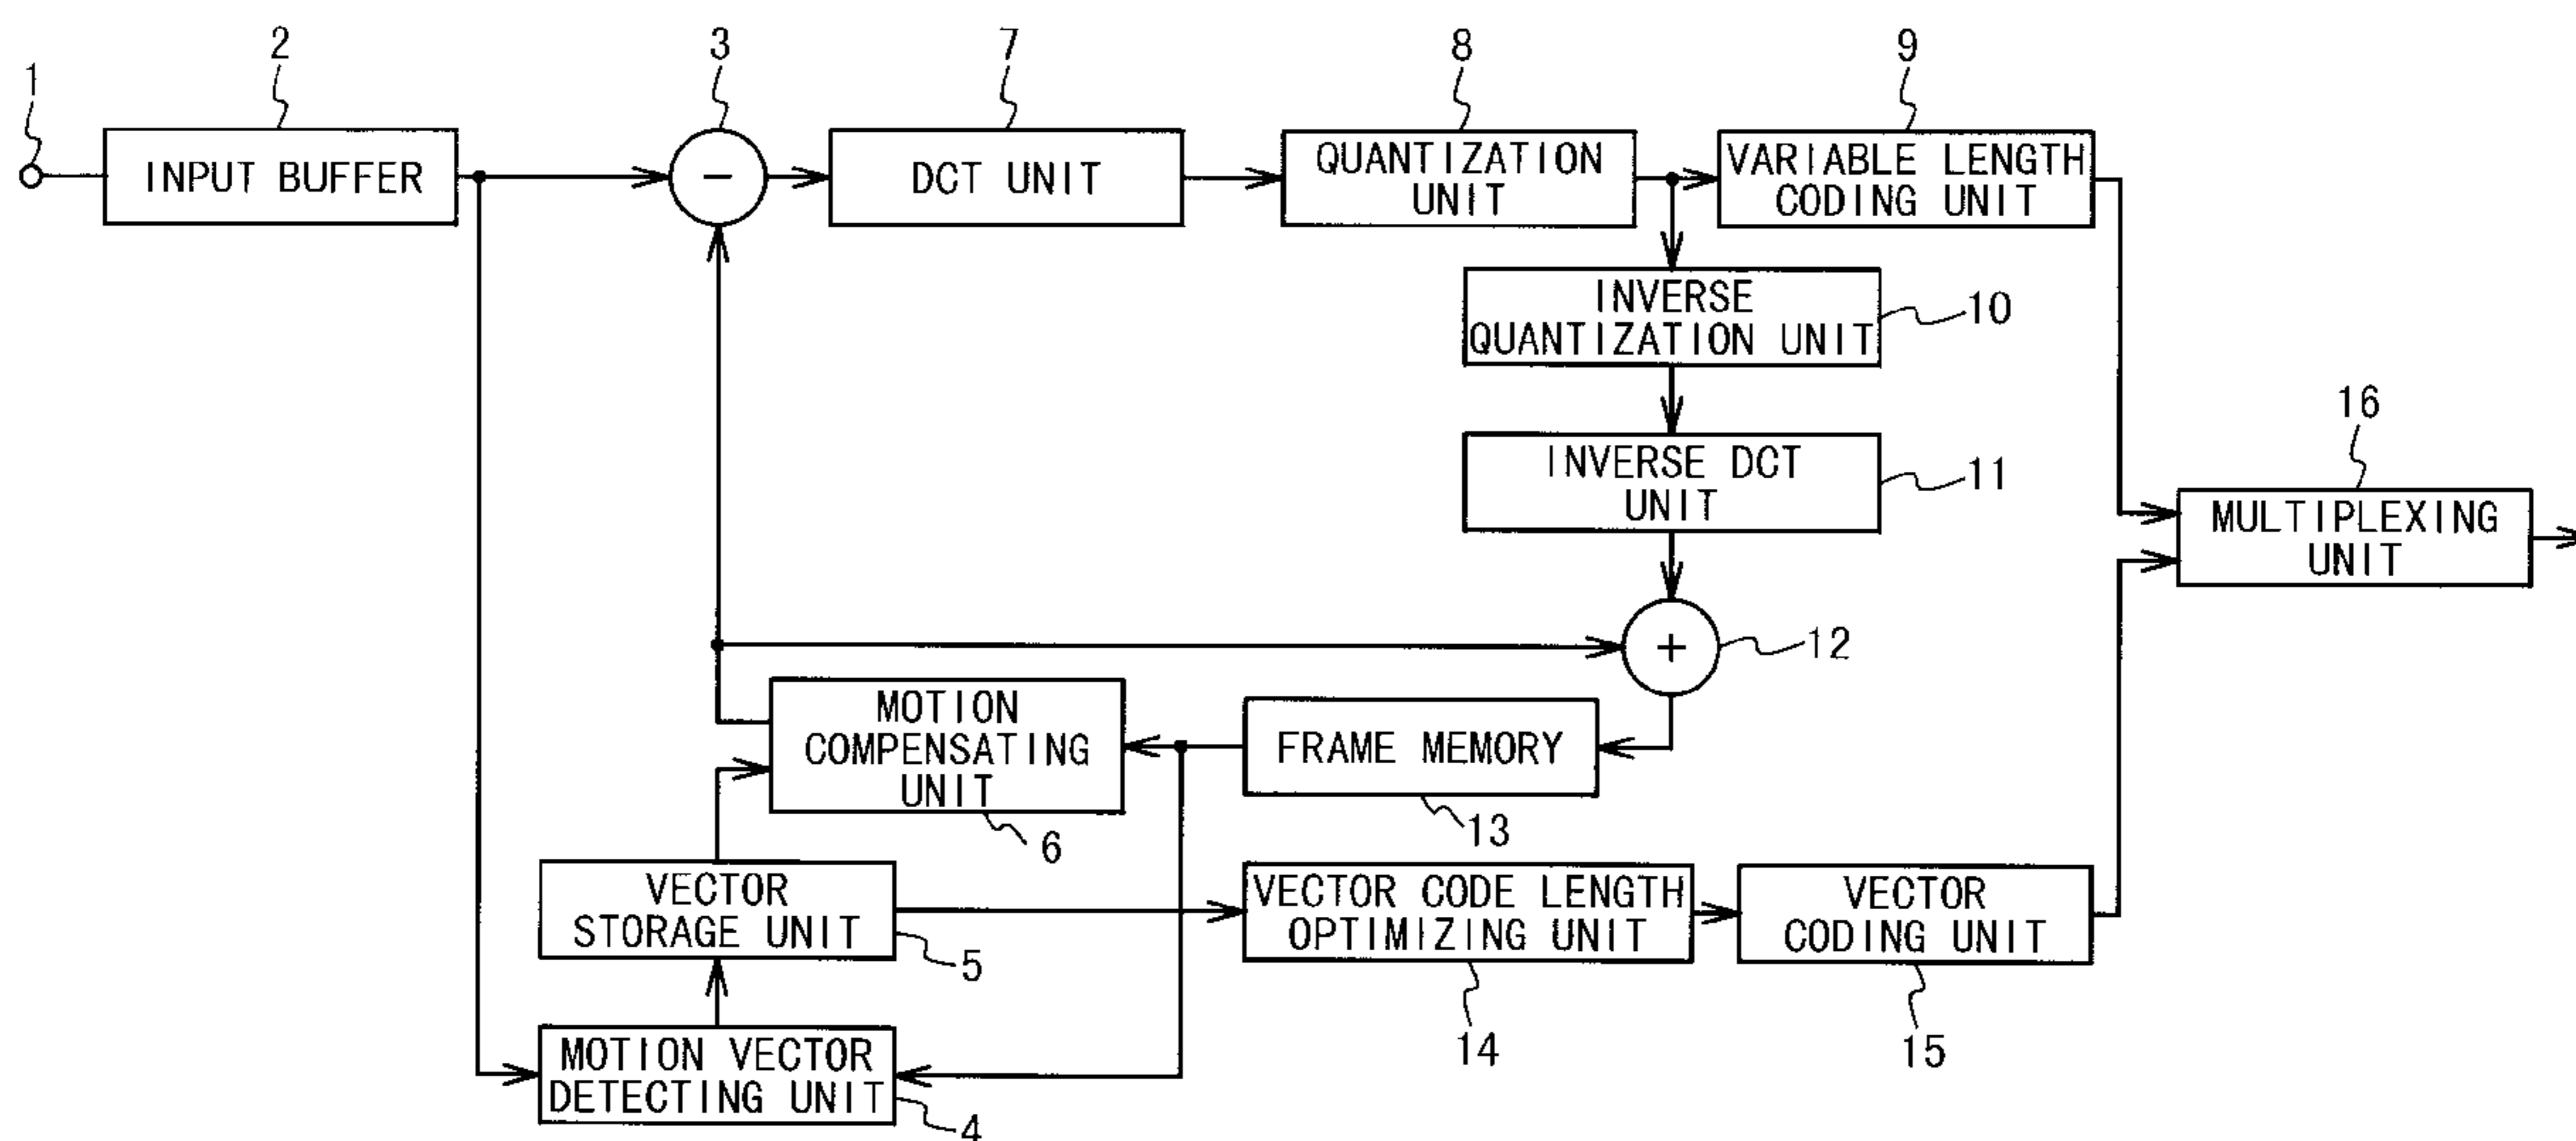 1
2
3
7
8
9
INPUT BUFFER
−
DCT UNIT
QUANTIZATION
UNIT
VARIABLE LENGTH
CODING UNIT
INVERSE
QUANTIZATION UNIT
10
INVERSE DCT
UNIT
11
16
MULTIPLEXING
UNIT
+
12
MOTION
COMPENSATING
UNIT
6
FRAME MEMORY
13
VECTOR
STORAGE UNIT
5
VECTOR CODE LENGTH
OPTIMIZING UNIT
14
VECTOR
CODING UNIT
15
MOTION VECTOR
DETECTING UNIT
4